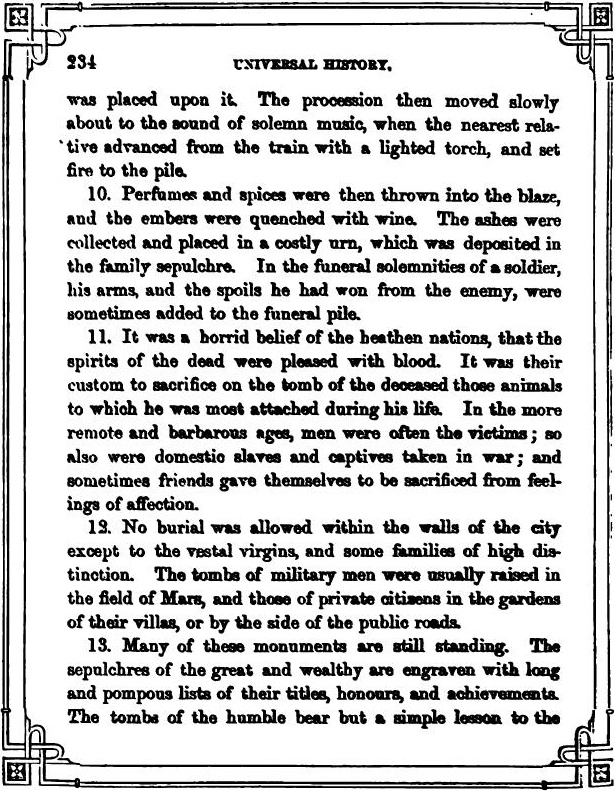 234 UNIVERSAL HISTORY.
was placed upon it. The procession then moved slowly
about to the sound of solemn music, when the nearest rela-
tive advanced from the train with a lighted torch, and set
fire to the pile.
10. Perfumes and spices were then thrown into the blaze,
and the embers were quenched with wine. The ashes were
collected and placed in a costly urn, which was deposited in
the family sepulchre. In the funeral solemnities of a soldier,
his arms, and the spoils he had won from the enemy, were
sometimes added to the funeral pile.
11. It was a horrid belief of the heathen nations, that the
spirits of the dead were pleased with blood. It was their
custom to sacrifice on the tomb of the deceased those animals
to which he was most attached during his life. In the more
remote and barbarous ages, men were often the victims; so
also were domestic slaves and captives taken in war; and
sometimes friends gave themselves to be sacrificed from feel-
ings of affection.
12. No burial was allowed within the walls of the city
except to the vestal virgins, and some families of high dis-
tinction. The tombs of military men were usually raised in
the field of Mars, and those of private citizens in the gardens
of their villas, or by the side of the public roads.
13. Many of these monuments are still standing. The
sepulchres of the great and wealthy are engraven with long
and pompous lists of their titles, honours, and achievements.
The tombs of the humble bear but a simple lesson to the